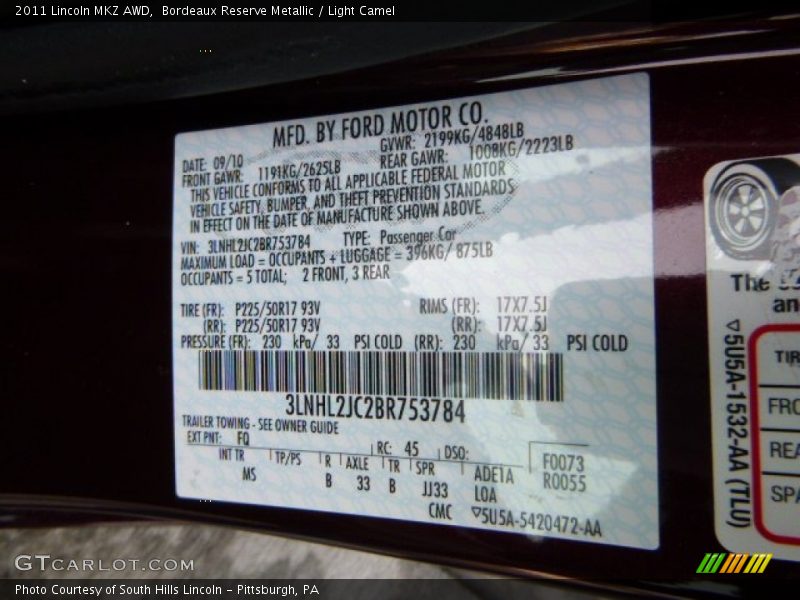 2011 Lincoln MKZ AWD, Bordeaux Reserve Metallic / Light Camel
MFD. BY FORD MOTOR CO.
DATE: 09/10 GVWR: 2199KG/4848LB
FRONT GAWR: 1191KG/2625LB REAR GAWR: 1008KG/2223LB
THIS VEHICLE CONFORMS TO ALL APPLICABLE FEDERAL MOTOR
VEHICLE SAFETY, BUMPER, AND THEFT PREVENTION STANDARDS
IN EFFECT ON THE DATE OF MANUFACTURE SHOWN ABOVE.
VIN: 3LNHL2JC2BR753784 TYPE: Passenger Car
MAXIMUM LOAD = OCCUPANTS + LUGGAGE = 396KG/ 875LB
OCCUPANTS = 5 TOTAL; 2 FRONT, 3 REAR
TIRE (FR): P225/50R17 93V RIMS (FR): 17X7.5J
(RR): P225/50R17 93V (RR): 17X7.5J
PRESSURE (FR): 230 kPa/ 33 PSI COLD (RR): 230 kPa/ 33 PSI COLD
3LNHL2JC2BR753784
TRAILER TOWING - SEE OWNER GUIDE
EXT PNT: FQ RC: 45 DSO: F0073
INT TR TP/PS R AXLE TR SPR ADE1A R0055
MS B 33 B JJ33 LOA
CMC ▽5U5A-5420472-AA
The
an
▽5U5A-1532-AA (TLU)
TIR
FRO
REA
SPA
GTCARLOT.COM
Photo Courtesy of South Hills Lincoln - Pittsburgh, PA